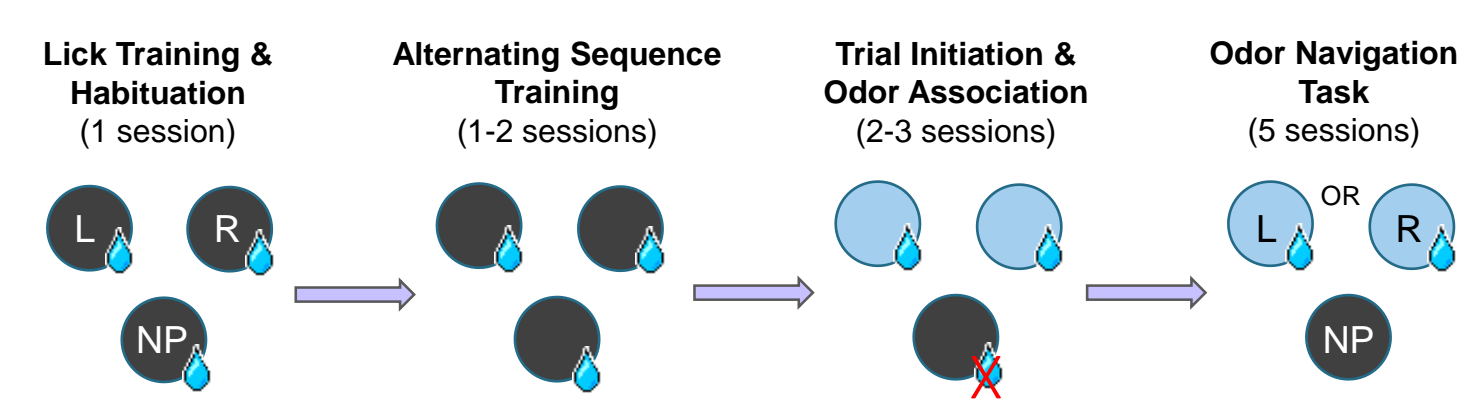 Lick Training &
Habituation
(1 session)
Alternating Sequence
Training
(1-2 sessions)
Trial Initiation &
Odor Association
(2-3 sessions)
Odor Navigation
Task
(5 sessions)
L
R
NP
X
L
OR
R
NP